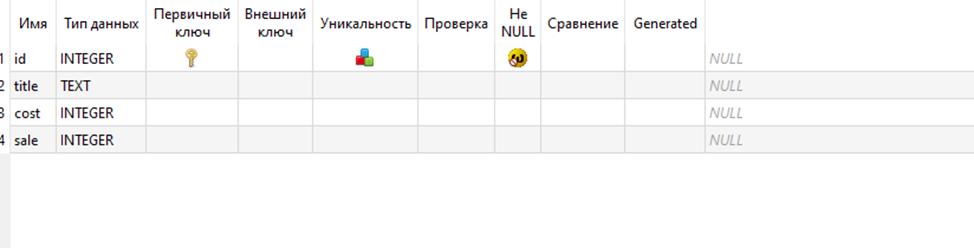 Имя Тип данных Первичный ключ Внешний ключ Уникальность Проверка Не NULL Сравнение Generated
1 id INTEGER NULL
2 title TEXT NULL
3 cost INTEGER NULL
4 sale INTEGER NULL